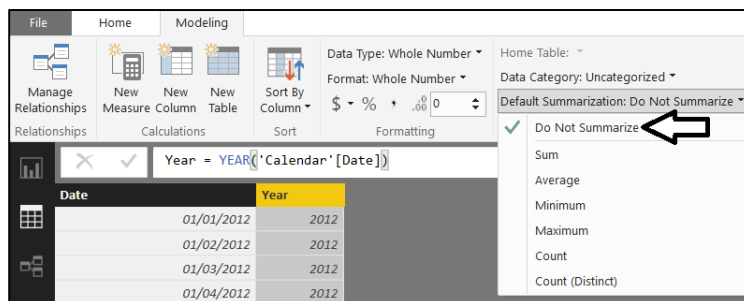 File Home Modeling
Manage Relationships
New Measure
New Column
New Table
Sort By Column
Data Type: Whole Number
Format: Whole Number
$ % , .00 0
Home Table:
Data Category: Uncategorized
Default Summarization: Do Not Summarize
Relationships Calculations Sort Formatting
Do Not Summarize
Sum
Average
Minimum
Maximum
Count
Count (Distinct)
Year = YEAR('Calendar'[Date])
Date Year
01/01/2012 2012
01/02/2012 2012
01/03/2012 2012
01/04/2012 2012